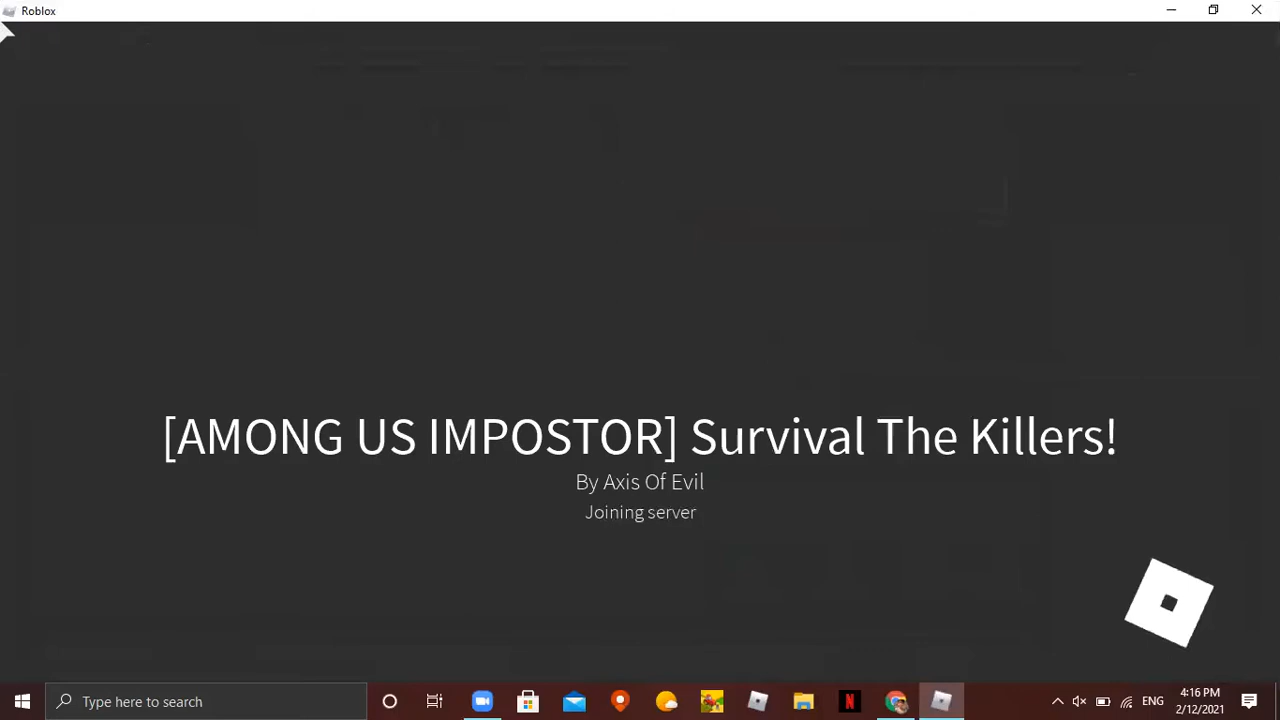 Roblox
[AMONG US IMPOSTOR] Survival The Killers!
By Axis Of Evil
Joining server
Type here to search
ENG
4:16 PM
2/12/2021